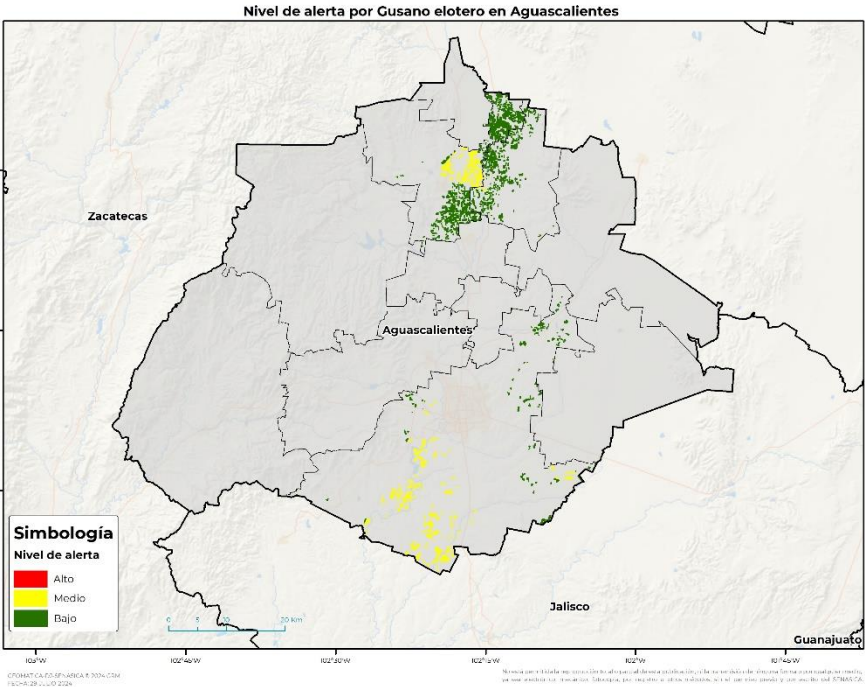 Nivel de alerta por Gusano elotero en Aguascalientes
Zacatecas
Aguascalientes
Simbología
Nivel de alerta
Alto
Medio
Bajo
0 5 10 20 km
Jalisco
Guanajuato
103°W 102°45'W 102°30'W 102°15'W 102°W 101°45'W
FECHA: 29 JULIO 2024